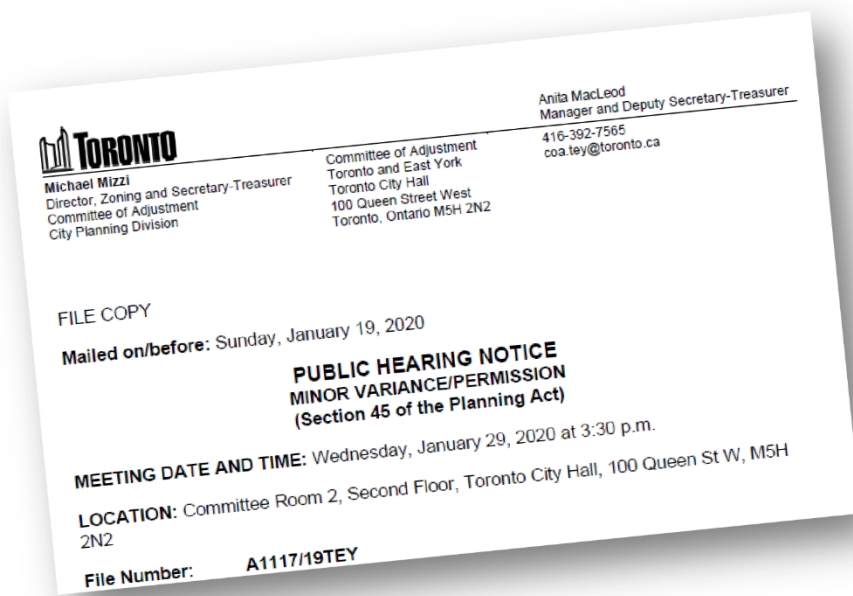 TORONTO
Michael Mizzi
Director, Zoning and Secretary-Treasurer
Committee of Adjustment
City Planning Division
Committee of Adjustment
Toronto and East York
Toronto City Hall
100 Queen Street West
Toronto, Ontario M5H 2N2
Anita MacLeod
Manager and Deputy Secretary-Treasurer
416-392-7565
coa.tey@toronto.ca
FILE COPY
Mailed on/before: Sunday, January 19, 2020
PUBLIC HEARING NOTICE
MINOR VARIANCE/PERMISSION
(Section 45 of the Planning Act)
MEETING DATE AND TIME: Wednesday, January 29, 2020 at 3:30 p.m.
LOCATION: Committee Room 2, Second Floor, Toronto City Hall, 100 Queen St W, M5H
2N2
File Number: A1117/19TEY